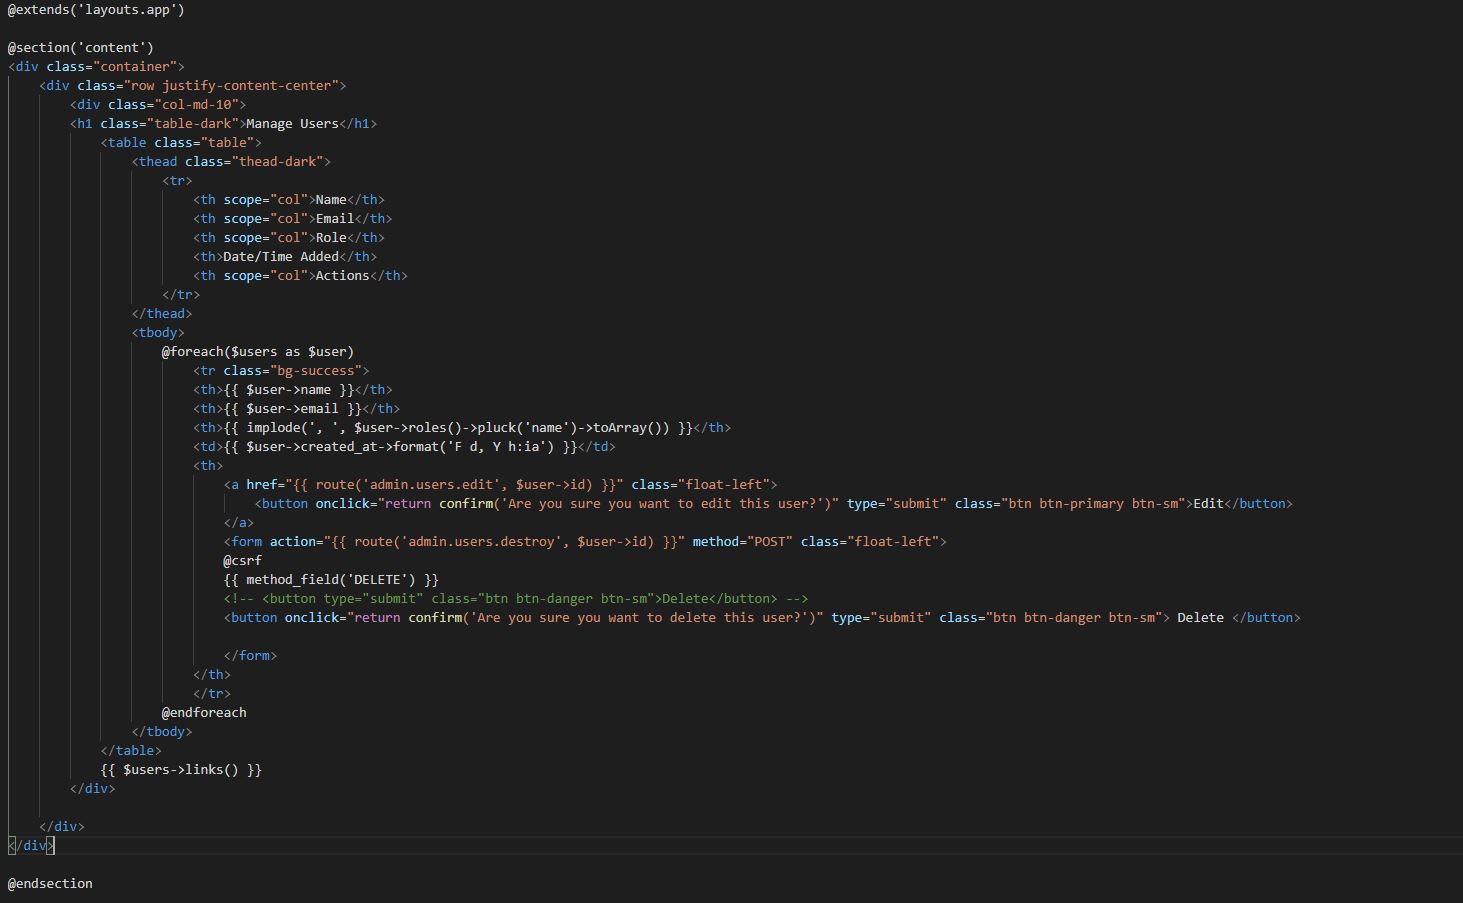 @extends('layouts.app')
@section('content')
<div class="container">
<div class="row justify-content-center">
<div class="col-md-10">
<h1 class="table-dark">Manage Users</h1>
<table class="table">
<thead class="thead-dark">
<tr>
<th scope="col">Name</th>
<th scope="col">Email</th>
<th scope="col">Role</th>
<th>Date/Time Added</th>
<th scope="col">Actions</th>
</tr>
</thead>
<tbody>
@foreach($users as $user)
<tr class="bg-success">
<th>{{ $user->name }}</th>
<th>{{ $user->email }}</th>
<th>{{ implode(', ', $user->roles()->pluck('name')->toArray()) }}</th>
<td>{{ $user->created_at->format('F d, Y h:ia') }}</td>
<th>
<a href="{{ route('admin.users.edit', $user->id) }}" class="float-left">
<button onclick="return confirm('Are you sure you want to edit this user?')" type="submit" class="btn btn-primary btn-sm">Edit</button>
</a>
<form action="{{ route('admin.users.destroy', $user->id) }}" method="POST" class="float-left">
@csrf
{{ method_field('DELETE') }}
<!-- <button type="submit" class="btn btn-danger btn-sm">Delete</button> -->
<button onclick="return confirm('Are you sure you want to delete this user?')" type="submit" class="btn btn-danger btn-sm"> Delete </button>
</form>
</th>
</tr>
@endforeach
</tbody>
</table>
{{ $users->links() }}
</div>
</div>
</div>
@endsection